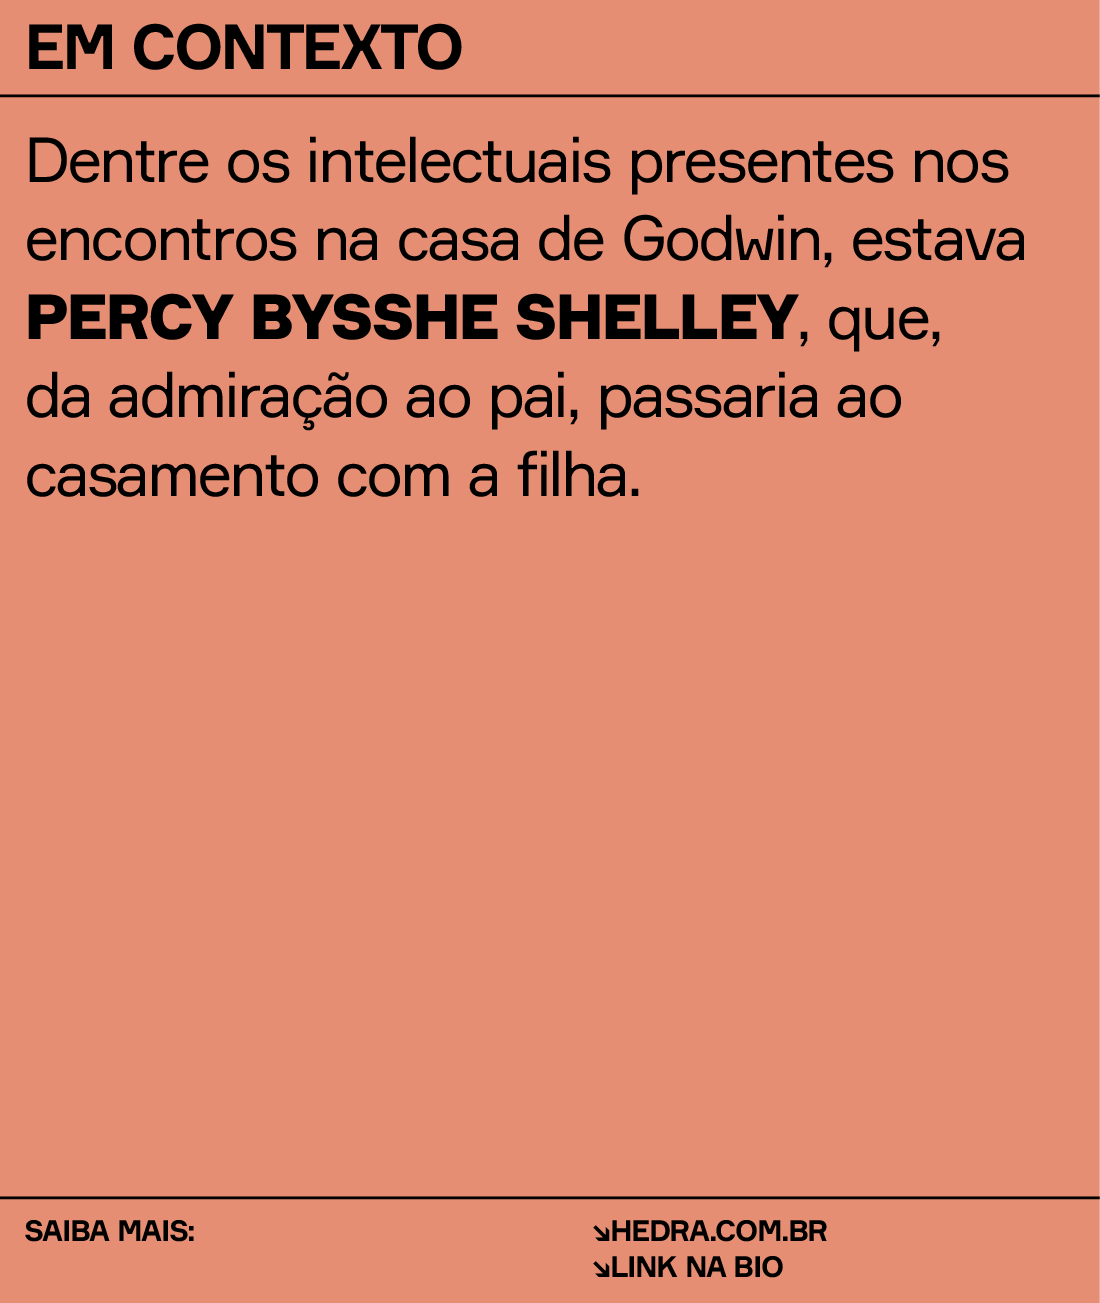 EM CONTEXTO
Dentre os intelectuais presentes nos
encontros na casa de Godwin, estava
PERCY BYSSHE SHELLEY, que,
da admiração ao pai, passaria ao
casamento com a filha.
SAIBA MAIS:
↘HEDRA.COM.BR
↘LINK NA BIO